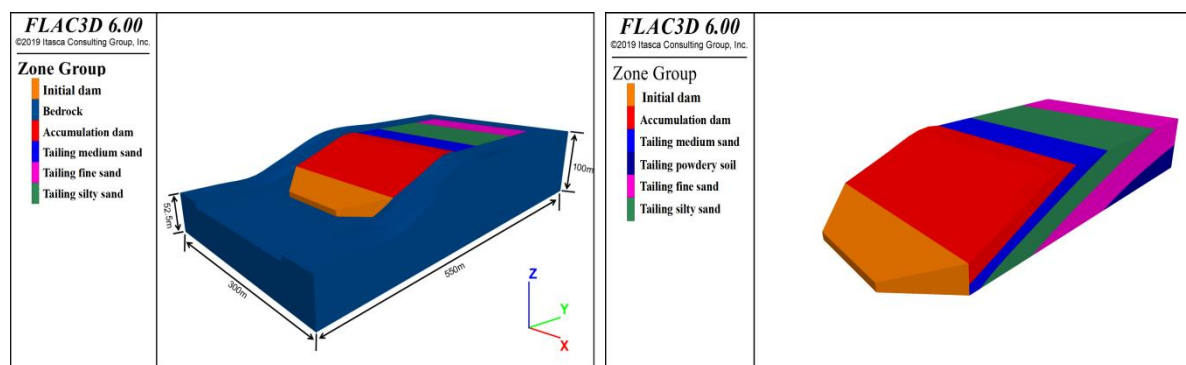 FLAC3D 6.00
©2019 Itasca Consulting Group, Inc.
Zone Group
Initial dam
Bedrock
Accumulation dam
Tailing medium sand
Tailing fine sand
Tailing silty sand
52.5m
300m
550m
100m
Z
Y
X
FLAC3D 6.00
©2019 Itasca Consulting Group, Inc.
Zone Group
Initial dam
Accumulation dam
Tailing medium sand
Tailing powdery soil
Tailing fine sand
Tailing silty sand